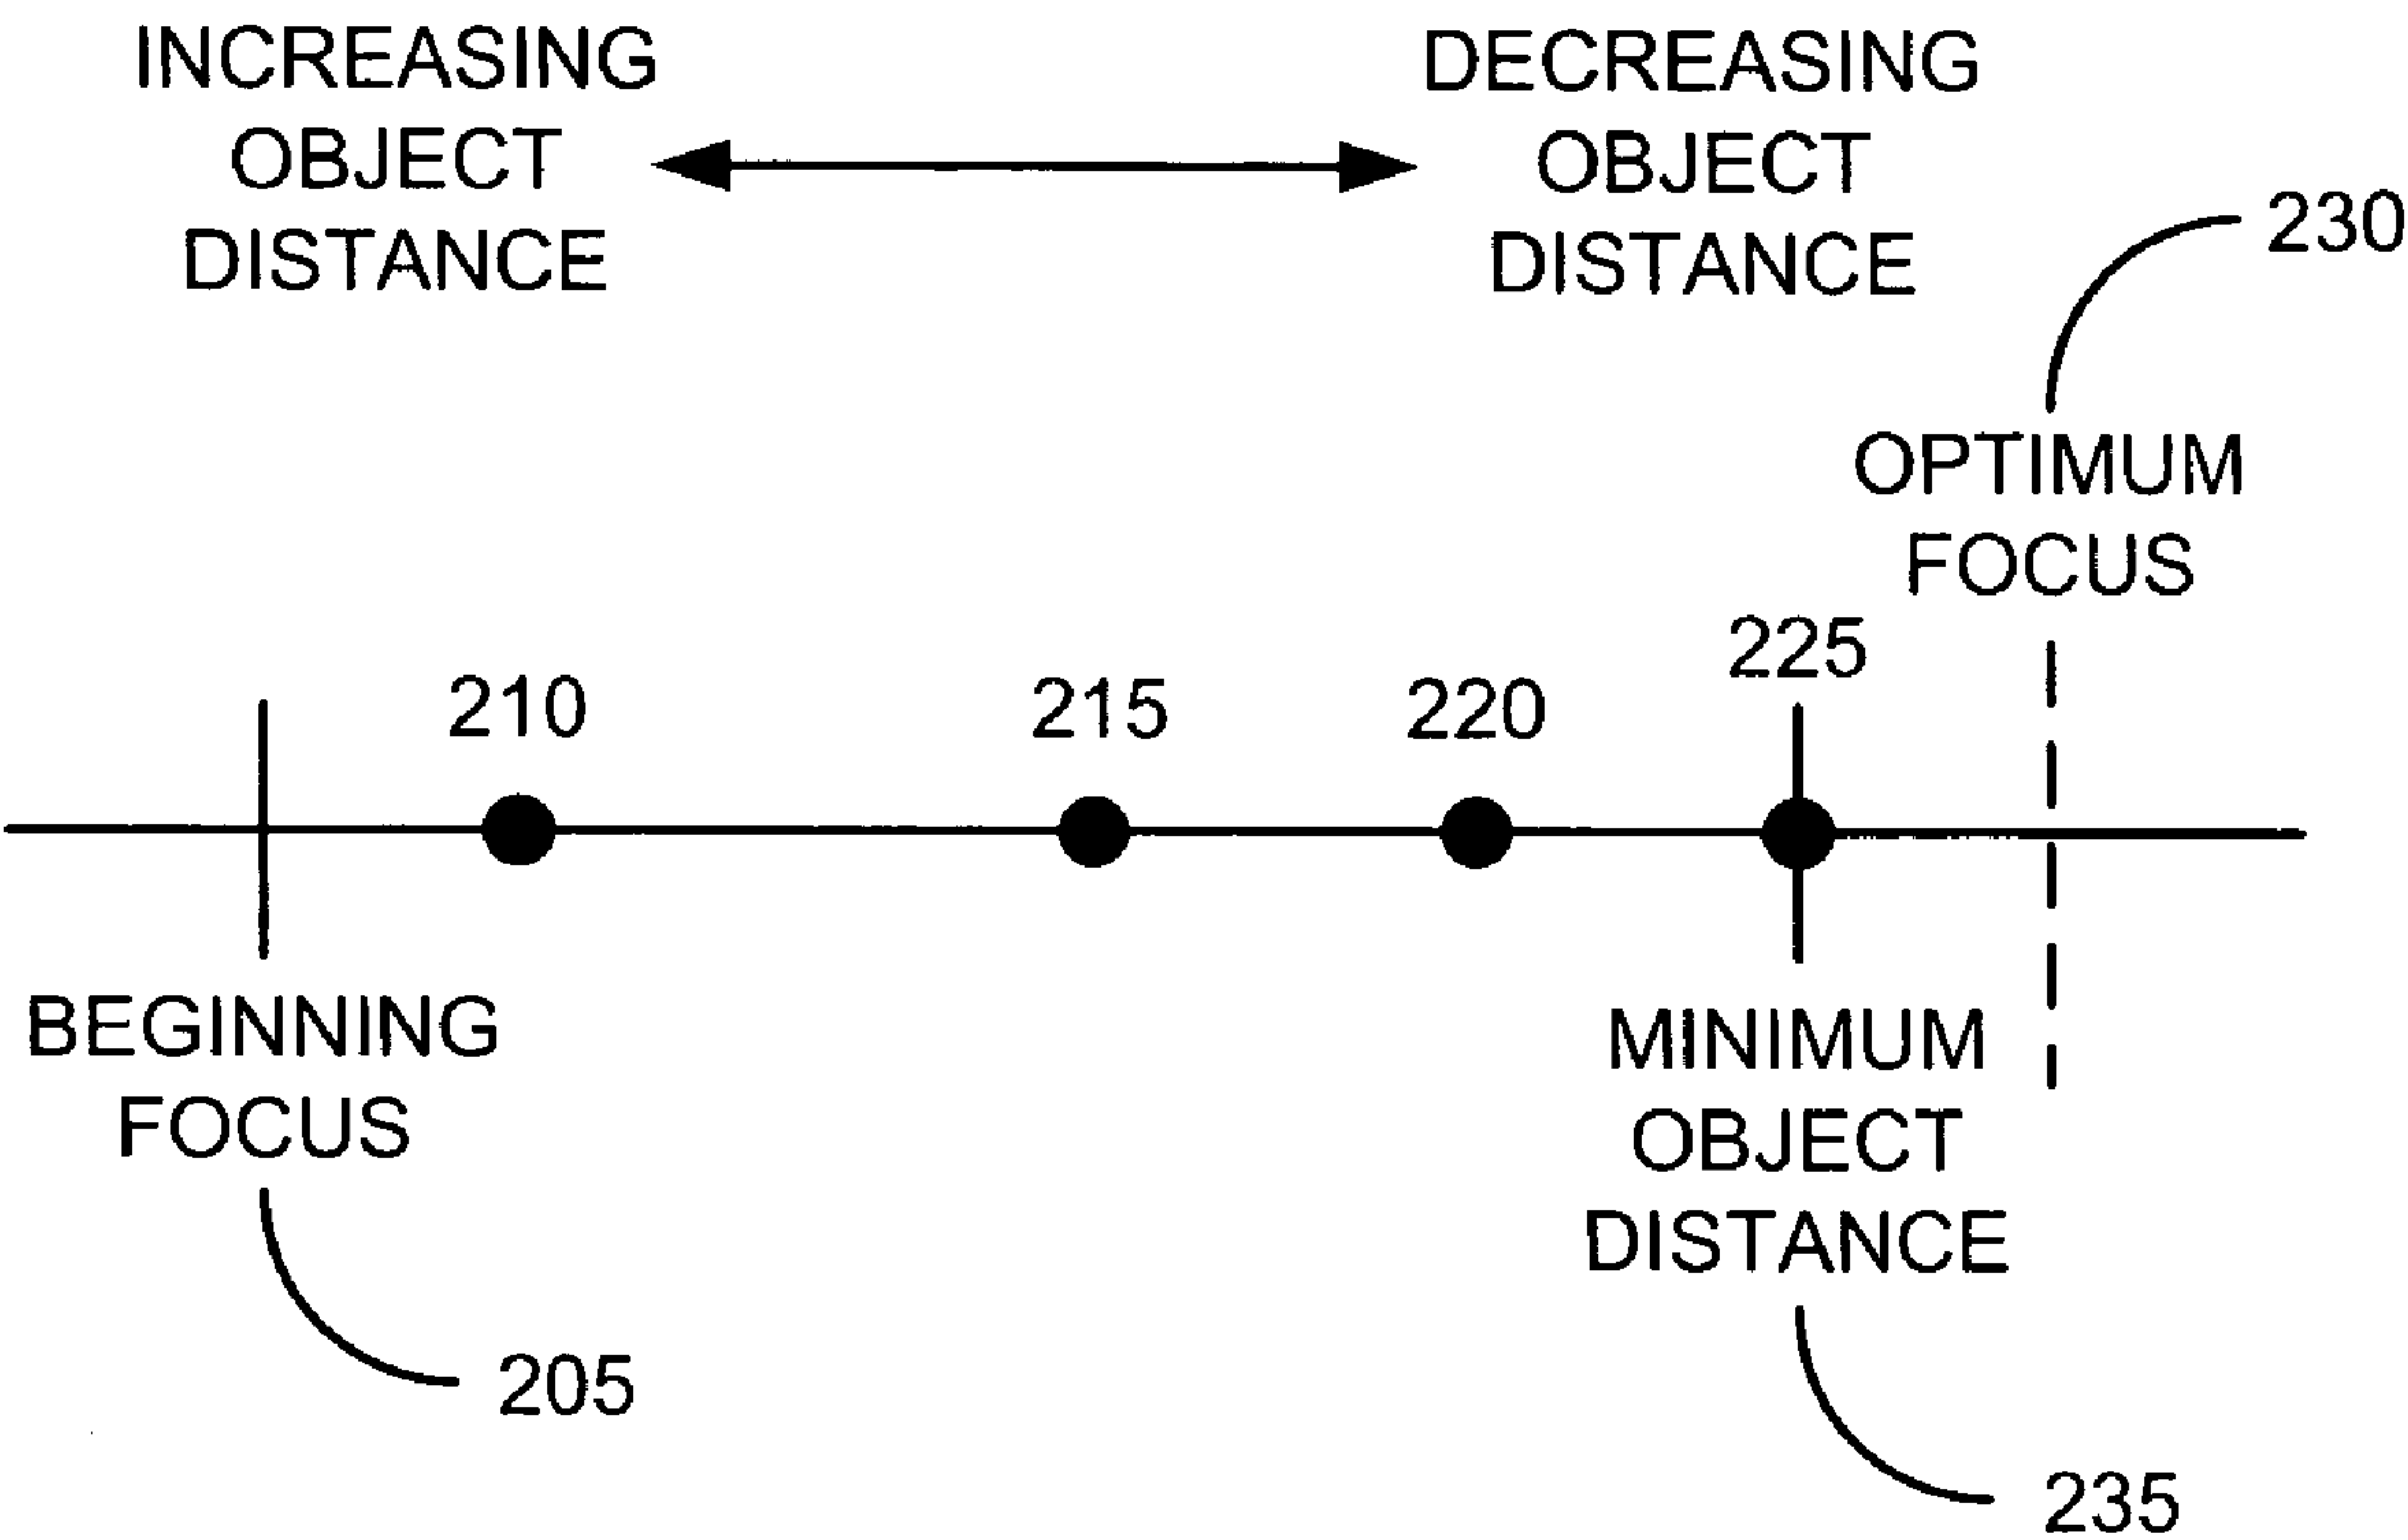 INCREASING
OBJECT
DISTANCE
DECREASING
OBJECT
DISTANCE
230
OPTIMUM
FOCUS
210
215
220
225
BEGINNING
FOCUS
205
MINIMUM
OBJECT
DISTANCE
235